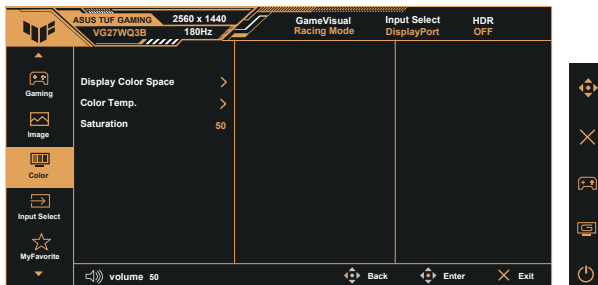 ASUS TUF GAMING 2560 x 1440
VG27WQ3B 180Hz
GameVisual
Racing Mode
Input Select
DisplayPort
HDR
OFF
Gaming
Image
Color
Input Select
MyFavorite
Display Color Space
Color Temp.
Saturation 50
volume 50
Back
Enter
Exit